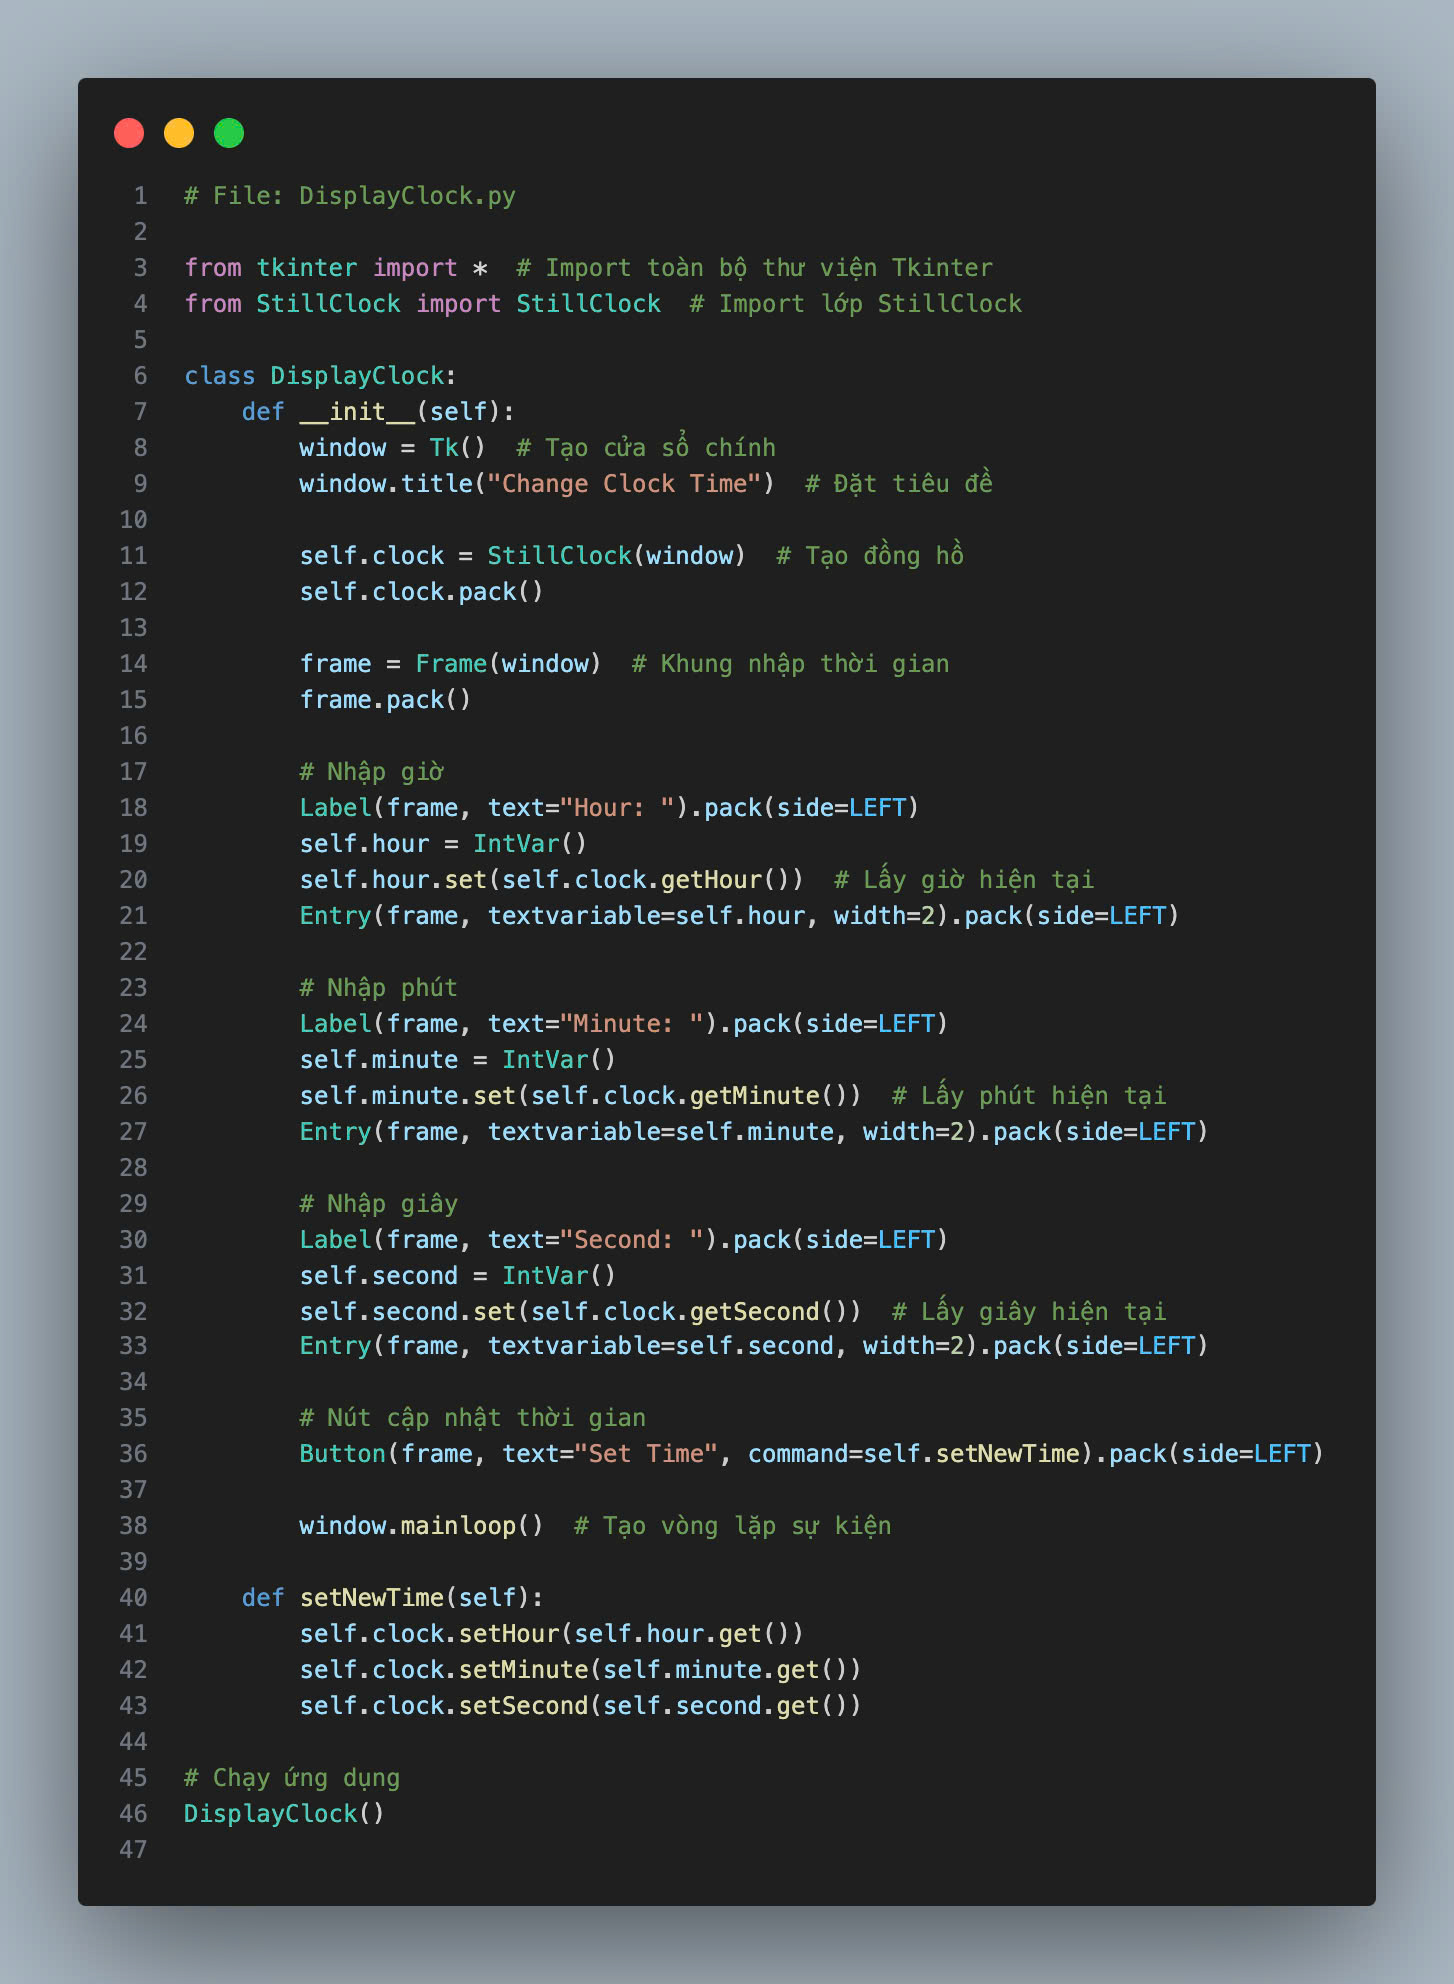 1 # File: DisplayClock.py
2
3 from tkinter import *  # Import toàn bộ thư viện Tkinter
4 from StillClock import StillClock  # Import lớp StillClock
5
6 class DisplayClock:
7     def __init__(self):
8         window = Tk()  # Tạo cửa sổ chính
9         window.title("Change Clock Time")  # Đặt tiêu đề
10
11         self.clock = StillClock(window)  # Tạo đồng hồ
12         self.clock.pack()
13
14         frame = Frame(window)  # Khung nhập thời gian
15         frame.pack()
16
17         # Nhập giờ
18         Label(frame, text="Hour: ").pack(side=LEFT)
19         self.hour = IntVar()
20         self.hour.set(self.clock.getHour())  # Lấy giờ hiện tại
21         Entry(frame, textvariable=self.hour, width=2).pack(side=LEFT)
22
23         # Nhập phút
24         Label(frame, text="Minute: ").pack(side=LEFT)
25         self.minute = IntVar()
26         self.minute.set(self.clock.getMinute())  # Lấy phút hiện tại
27         Entry(frame, textvariable=self.minute, width=2).pack(side=LEFT)
28
29         # Nhập giây
30         Label(frame, text="Second: ").pack(side=LEFT)
31         self.second = IntVar()
32         self.second.set(self.clock.getSecond())  # Lấy giây hiện tại
33         Entry(frame, textvariable=self.second, width=2).pack(side=LEFT)
34
35         # Nút cập nhật thời gian
36         Button(frame, text="Set Time", command=self.setNewTime).pack(side=LEFT)
37
38         window.mainloop()  # Tạo vòng lặp sự kiện
39
40     def setNewTime(self):
41         self.clock.setHour(self.hour.get())
42         self.clock.setMinute(self.minute.get())
43         self.clock.setSecond(self.second.get())
44
45 # Chạy ứng dụng
46 DisplayClock()
47